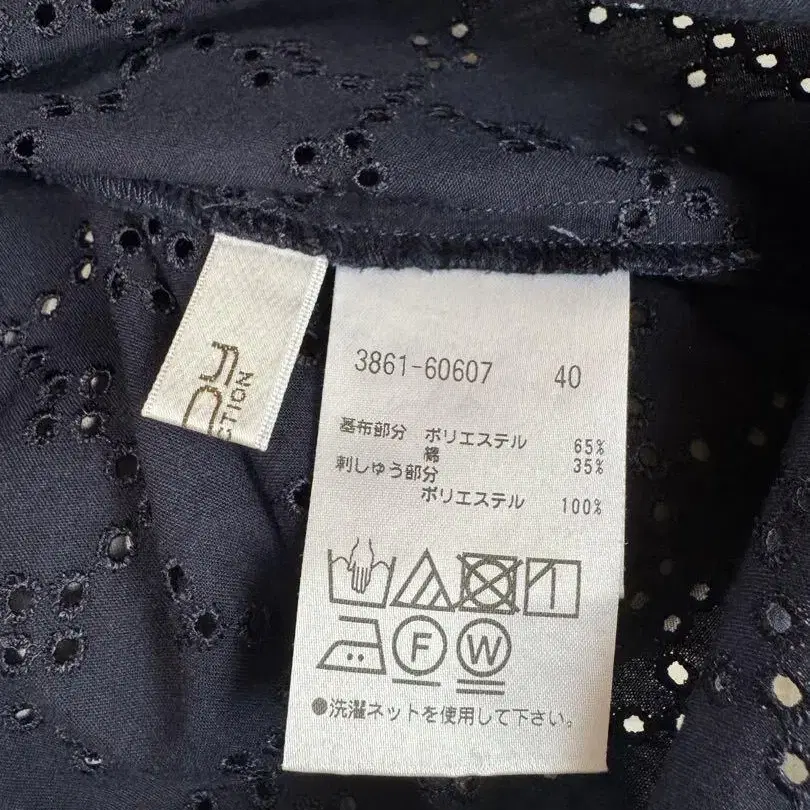 3861-60607 40
基布部分 ポリエステル 65%
綿 35%
刺しゅう部分
ポリエステル 100%
F W
●洗濯ネットを使用して下さい。
CTION